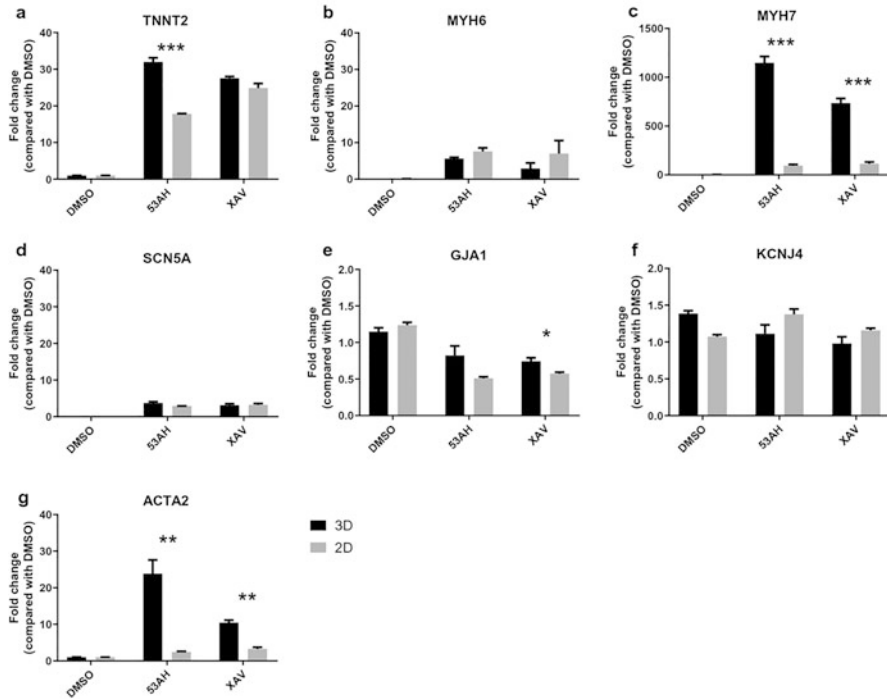 a
TNNT2
Fold change
(compared with DMSO)
40
30
20
10
0
***
DMSO
53AH
XAV
b
MYH6
Fold change
(compared with DMSO)
40
30
20
10
0
DMSO
53AH
XAV
c
MYH7
Fold change
(compared with DMSO)
1500
1000
500
0
***
***
DMSO
53AH
XAV
d
SCN5A
Fold change
(compared with DMSO)
40
30
20
10
0
DMSO
53AH
XAV
e
GJA1
Fold change
(compared with DMSO)
2.0
1.5
1.0
0.5
0.0
*
DMSO
53AH
XAV
f
KCNJ4
Fold change
(compared with DMSO)
2.0
1.5
1.0
0.5
0.0
DMSO
53AH
XAV
g
ACTA2
Fold change
(compared with DMSO)
40
30
20
10
0
**
**
DMSO
53AH
XAV
3D
2D